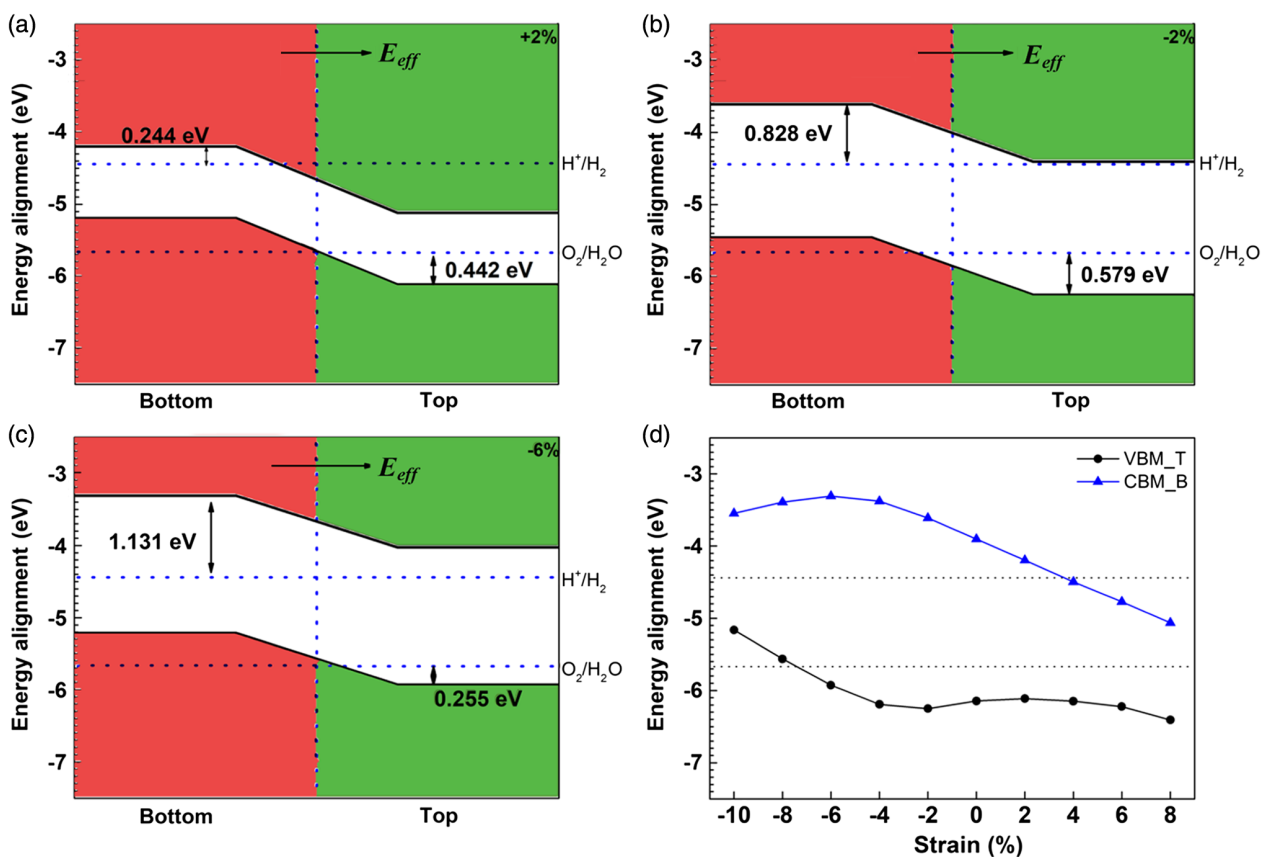 (a)
+2%
E_eff
-3
-4
-5
-6
-7
Energy alignment (eV)
0.244 eV
H⁺/H₂
O₂/H₂O
0.442 eV
Bottom Top
(b)
-2%
E_eff
-3
-4
-5
-6
-7
Energy alignment (eV)
0.828 eV
H⁺/H₂
O₂/H₂O
0.579 eV
Bottom Top
(c)
-6%
E_eff
-3
-4
-5
-6
-7
Energy alignment (eV)
1.131 eV
H⁺/H₂
O₂/H₂O
0.255 eV
Bottom Top
(d)
VBM_T
CBM_B
-3
-4
-5
-6
-7
Energy alignment (eV)
-10 -8 -6 -4 -2 0 2 4 6 8
Strain (%)